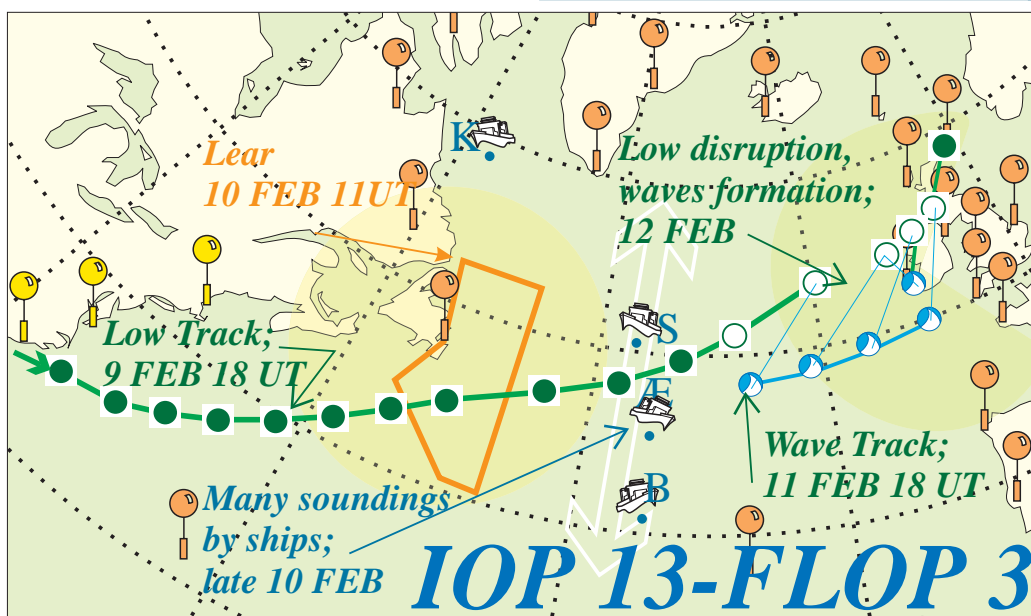 K
Lear
10 FEB 11UT
Low disruption,
waves formation;
12 FEB
Low Track;
9 FEB 18 UT
S
Æ
Wave Track;
11 FEB 18 UT
B
Many soundings
by ships;
late 10 FEB
IOP 13-FLOP 3